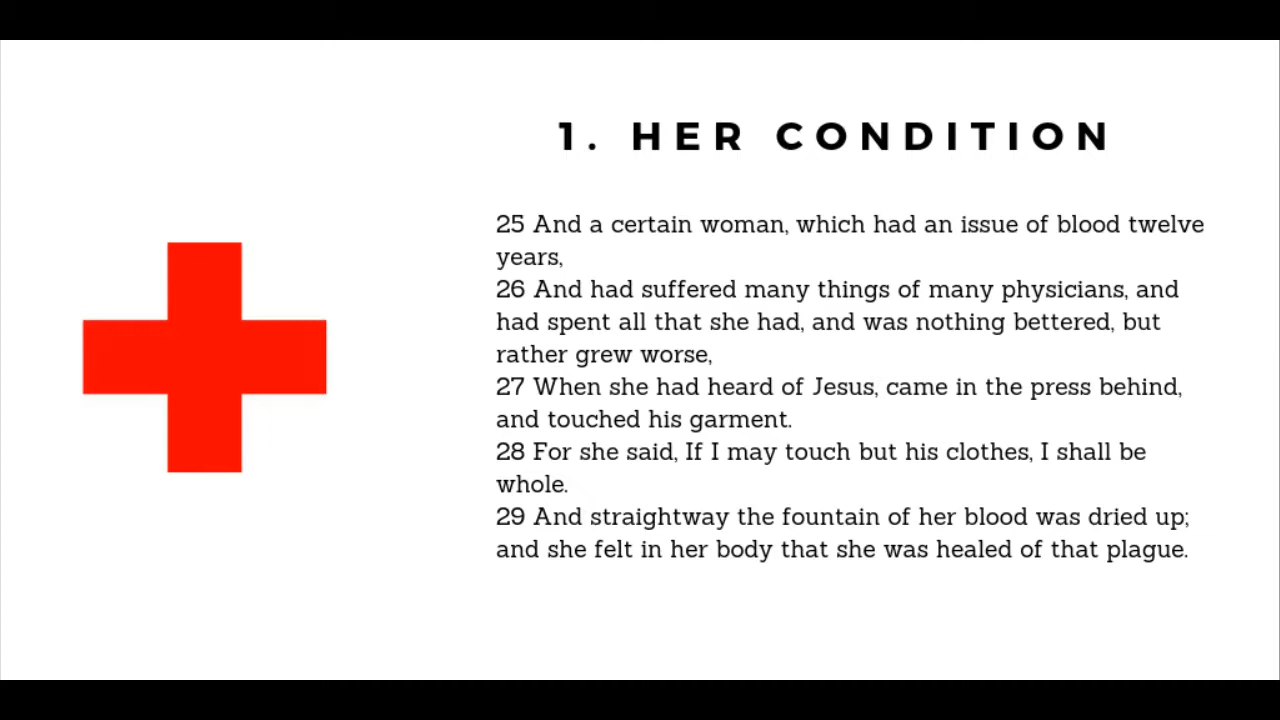 1. HER CONDITION
25 And a certain woman, which had an issue of blood twelve
years,
26 And had suffered many things of many physicians, and
had spent all that she had, and was nothing bettered, but
rather grew worse,
27 When she had heard of Jesus, came in the press behind,
and touched his garment.
28 For she said, If I may touch but his clothes, I shall be
whole.
29 And straightway the fountain of her blood was dried up;
and she felt in her body that she was healed of that plague.